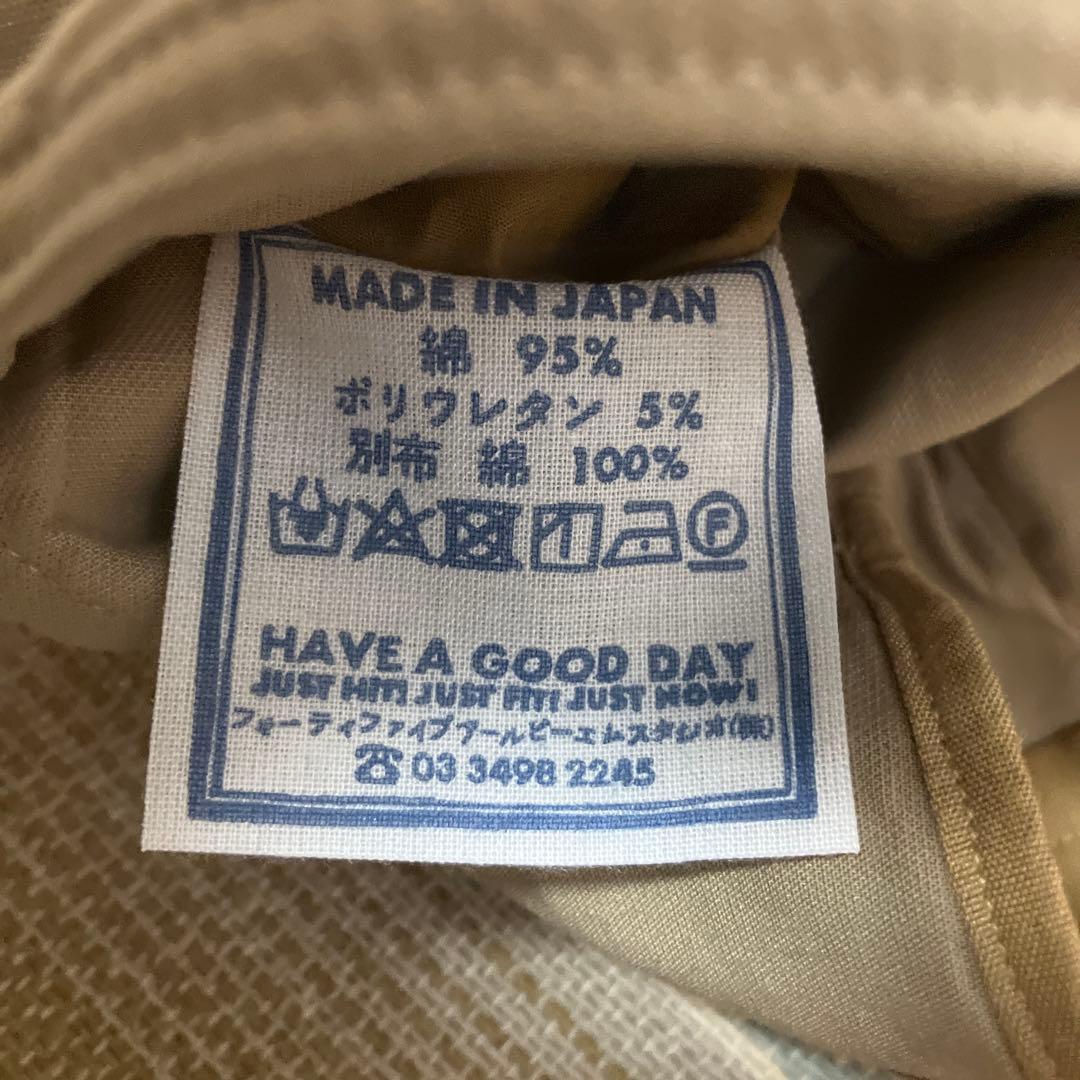 MADE IN JAPAN
綿 95%
ポリウレタン 5%
別布 綿 100%
F
HAVE A GOOD DAY
JUST HIT! JUST FIT! JUST NOW!
フォーティファイブアールピーエムスタジオ(株)
☎ 03 3498 2245